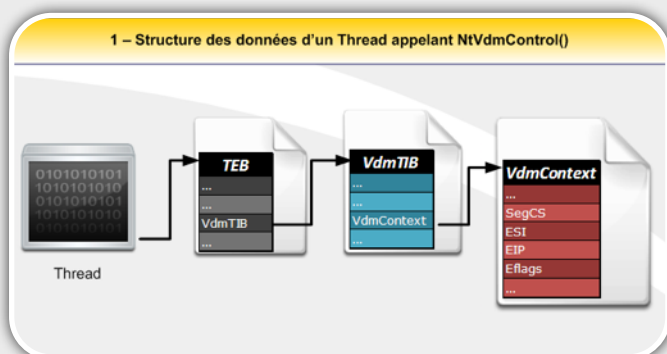 1 – Structure des données d'un Thread appelant NtVdmControl()
0101010101
1010101010
0101010101
1010101010
0101010101
Thread
TEB
...
...
VdmTIB
...
VdmTIB
...
...
VdmContext
...
VdmContext
...
SegCS
ESI
EIP
Eflags
...